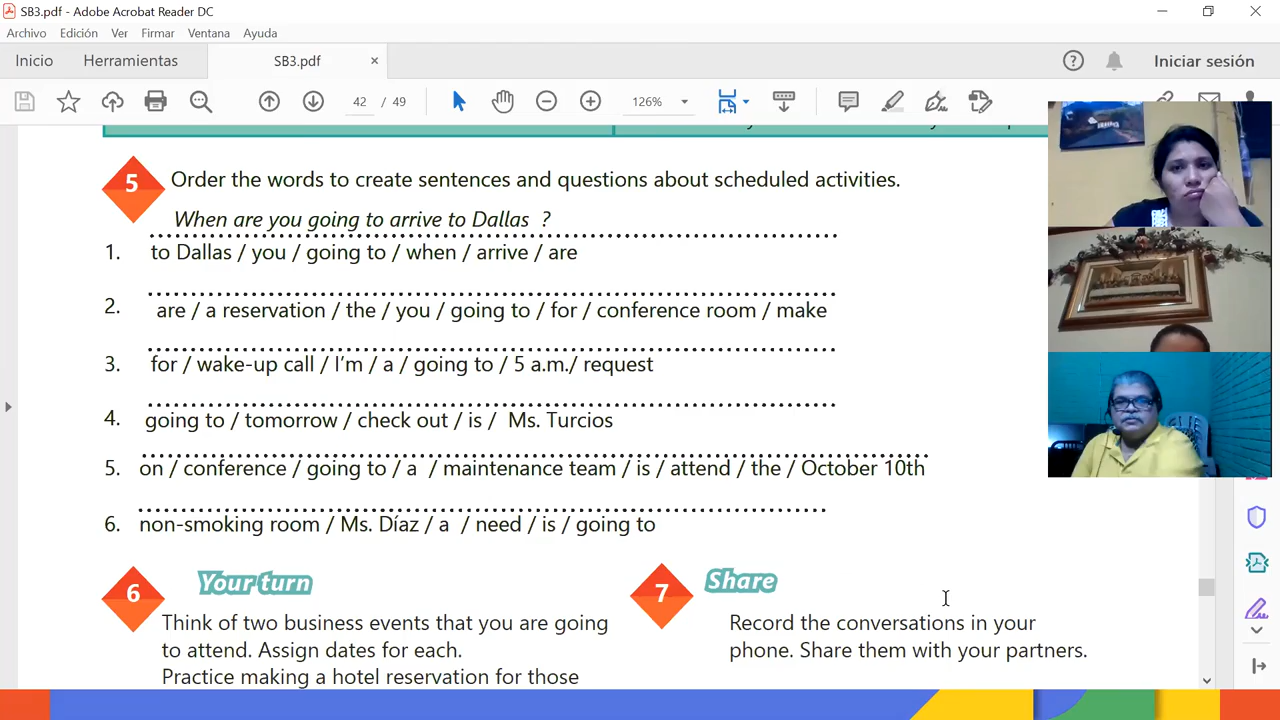 SB3.pdf - Adobe Acrobat Reader DC
Archivo Edición Ver Firmar Ventana Ayuda
Inicio Herramientas SB3.pdf Iniciar sesión
42 / 49 126%
5 Order the words to create sentences and questions about scheduled activities.
When are you going to arrive to Dallas ?
1. to Dallas / you / going to / when / arrive / are
2. are / a reservation / the / you / going to / for / conference room / make
3. for / wake-up call / I'm / a / going to / 5 a.m./ request
4. going to / tomorrow / check out / is / Ms. Turcios
5. on / conference / going to / a / maintenance team / is / attend / the / October 10th
6. non-smoking room / Ms. Díaz / a / need / is / going to
6 Your turn
Think of two business events that you are going
to attend. Assign dates for each.
Practice making a hotel reservation for those
7 Share
Record the conversations in your
phone. Share them with your partners.